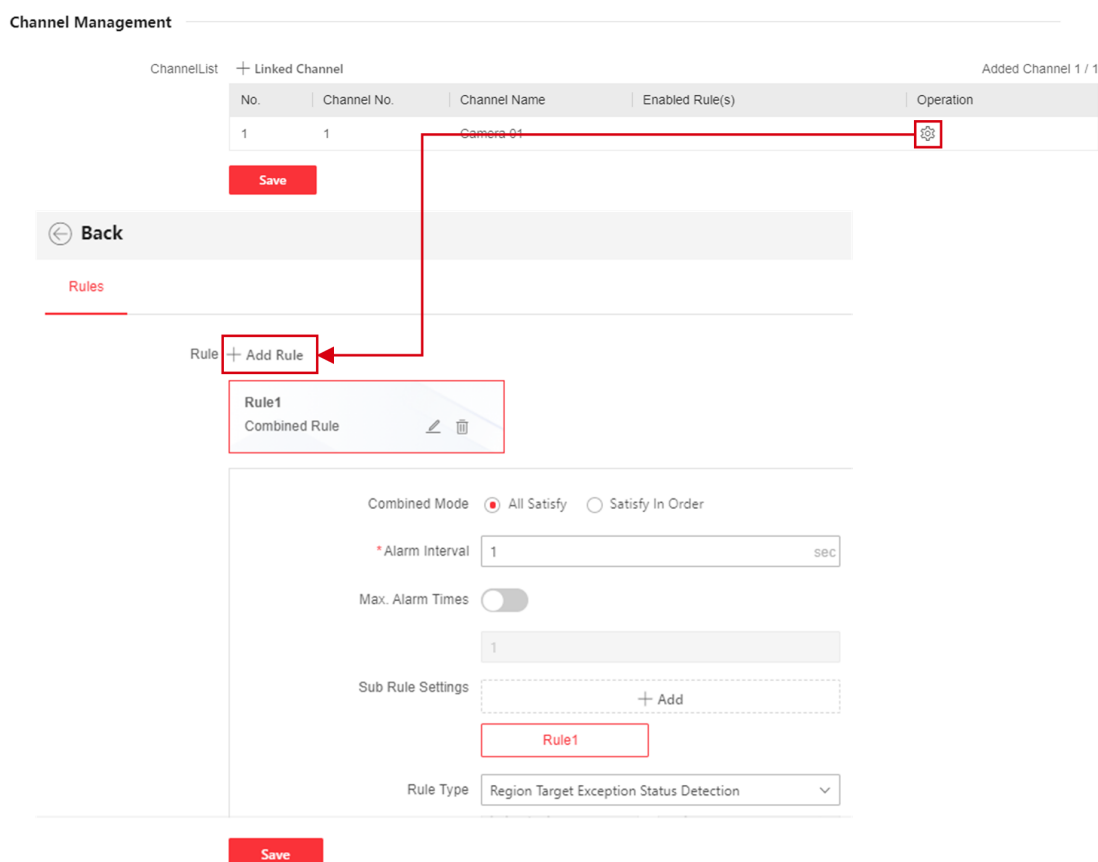 Channel Management
ChannelList + Linked Channel Added Channel 1 / 1
No. Channel No. Channel Name Enabled Rule(s) Operation
1 1 Camera 01
Save
Back
Rules
Rule + Add Rule
Rule1
Combined Rule
Combined Mode All Satisfy Satisfy In Order
* Alarm Interval 1 sec
Max. Alarm Times
1
Sub Rule Settings
+ Add
Rule1
Rule Type Region Target Exception Status Detection
Save